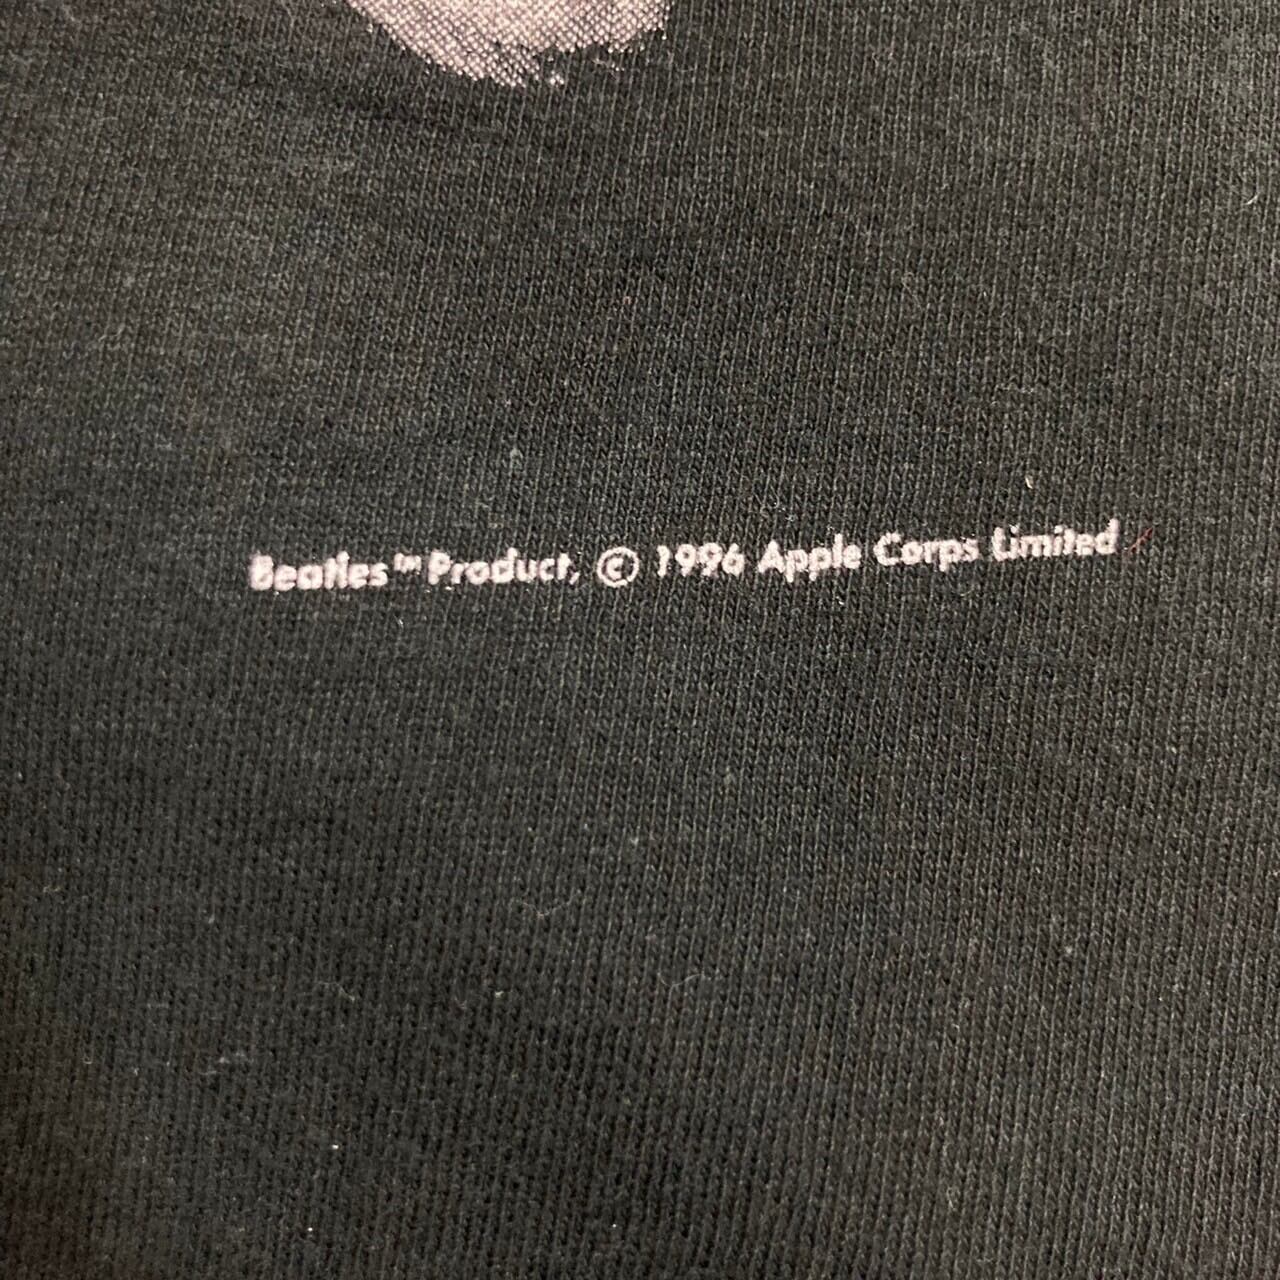 Beatles™ Product, © 1996 Apple Corps Limited